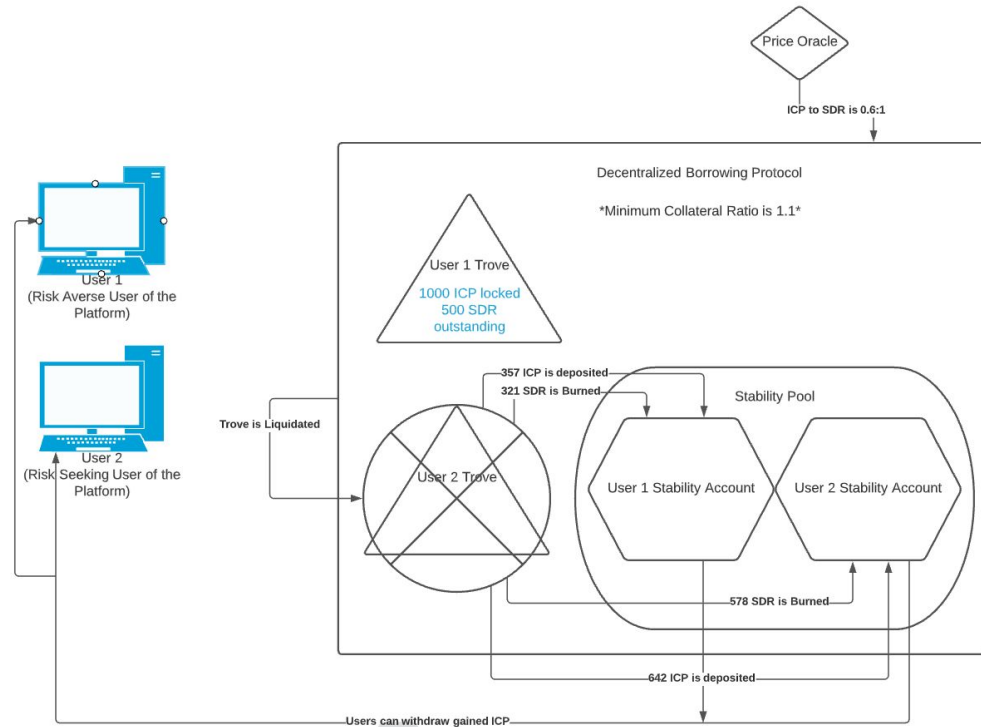 Price Oracle
ICP to SDR is 0.6:1
Decentralized Borrowing Protocol
*Minimum Collateral Ratio is 1.1*
User 1
(Risk Averse User of the
Platform)
User 1 Trove
1000 ICP locked
500 SDR
outstanding
357 ICP is deposited
321 SDR is Burned
Stability Pool
Trove is Liquidated
User 2
(Risk Seeking User of the
Platform)
User 2 Trove
User 1 Stability Account
User 2 Stability Account
578 SDR is Burned
642 ICP is deposited
Users can withdraw gained ICP